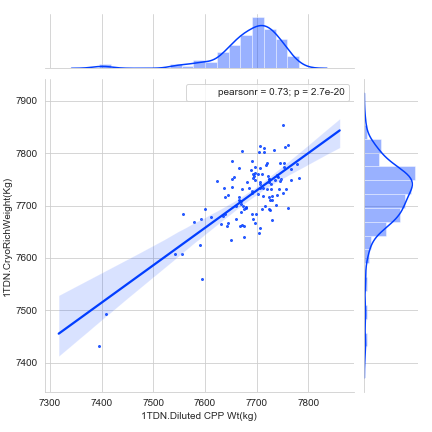 pearsonr = 0.73; p = 2.7e-20
7900
7800
7700
7600
7500
7400
1TDN.CryoRichWeight(Kg)
7300 7400 7500 7600 7700 7800
1TDN.Diluted CPP Wt(kg)